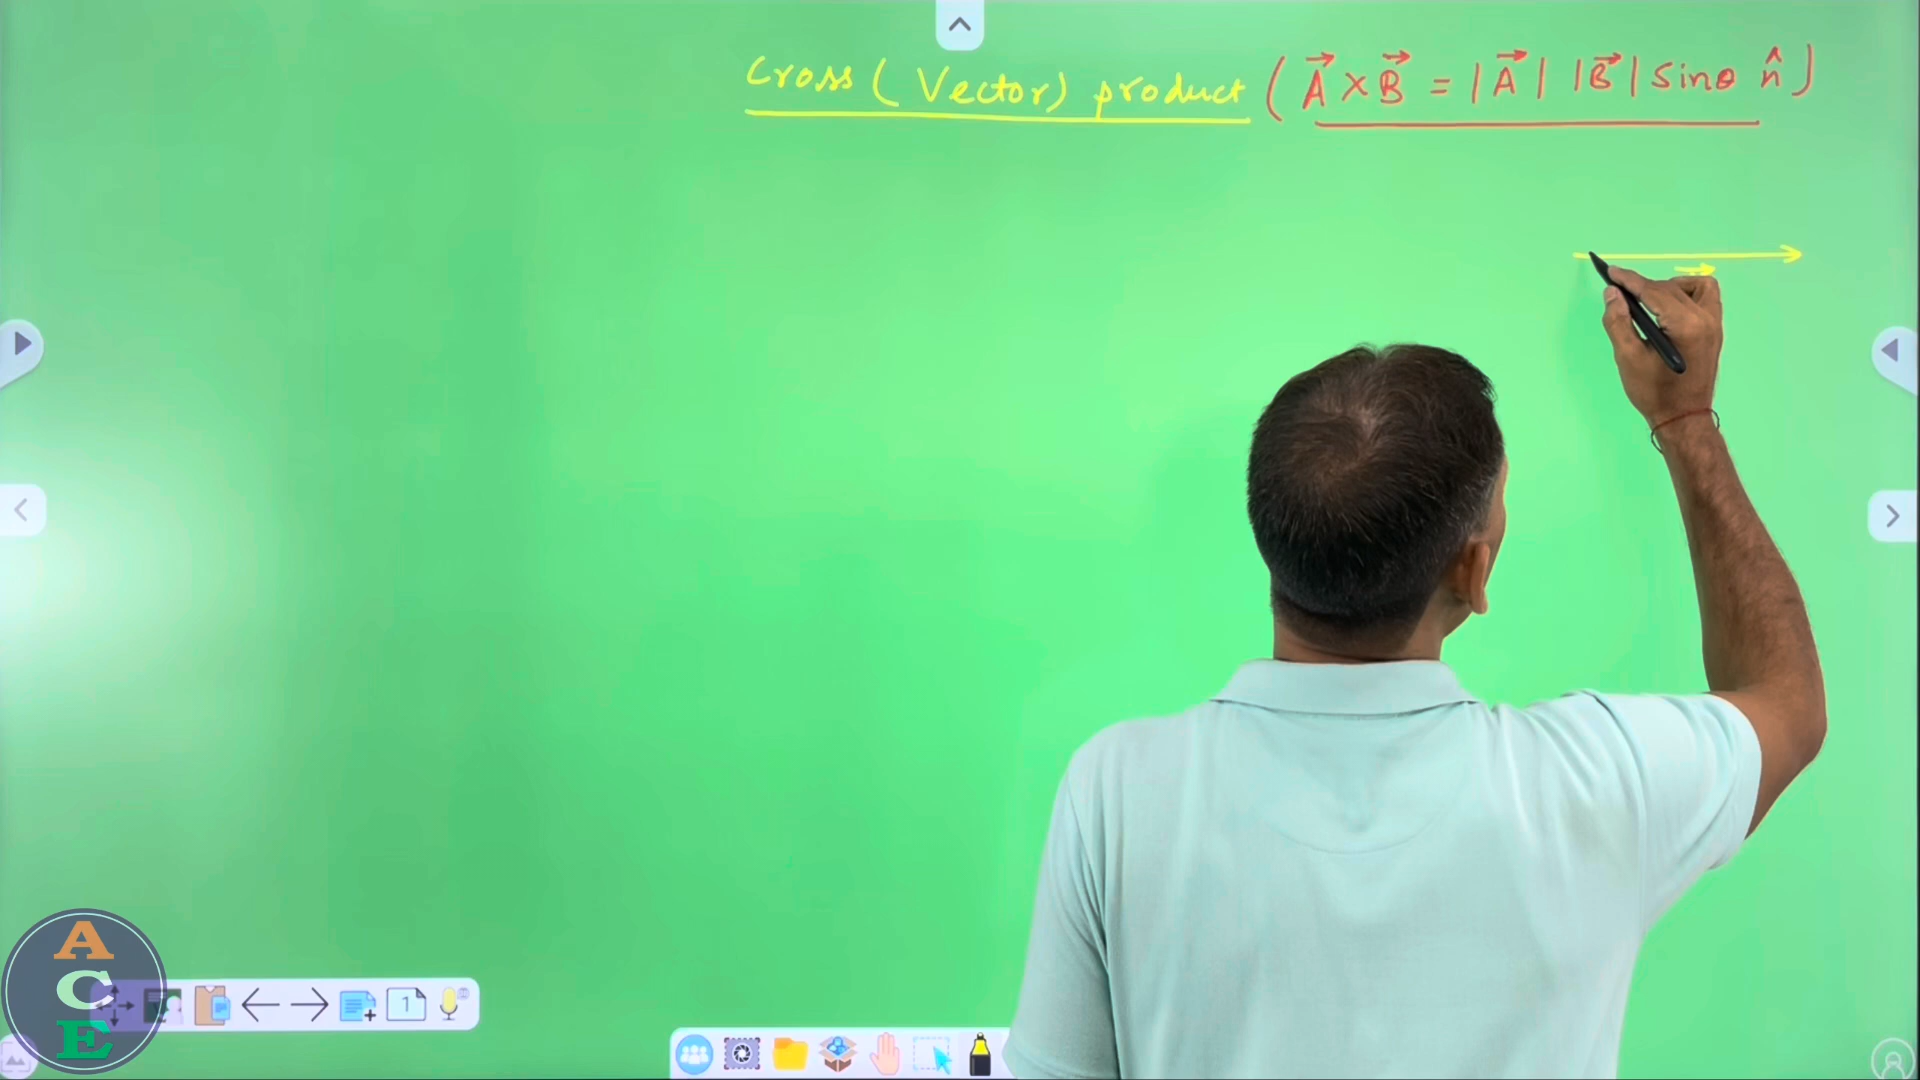 Cross (Vector) product ( A⃗ × B⃗ = |A⃗| |B⃗| Sinθ n̂ )
1
A
C
E